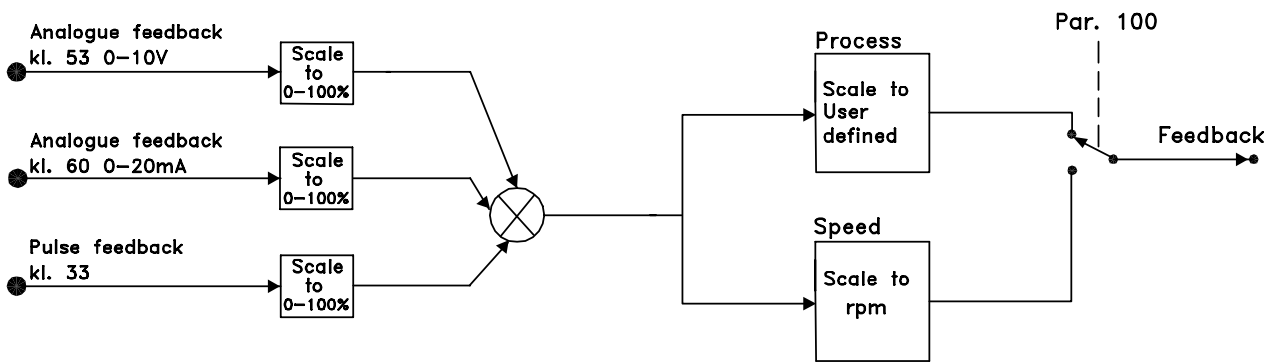 Analogue feedback
kl. 53 0-10V
Scale
to
0-100%
Analogue feedback
kl. 60 0-20mA
Scale
to
0-100%
Pulse feedback
kl. 33
Scale
to
0-100%
Process
Scale to
User
defined
Speed
Scale to
rpm
Par. 100
Feedback